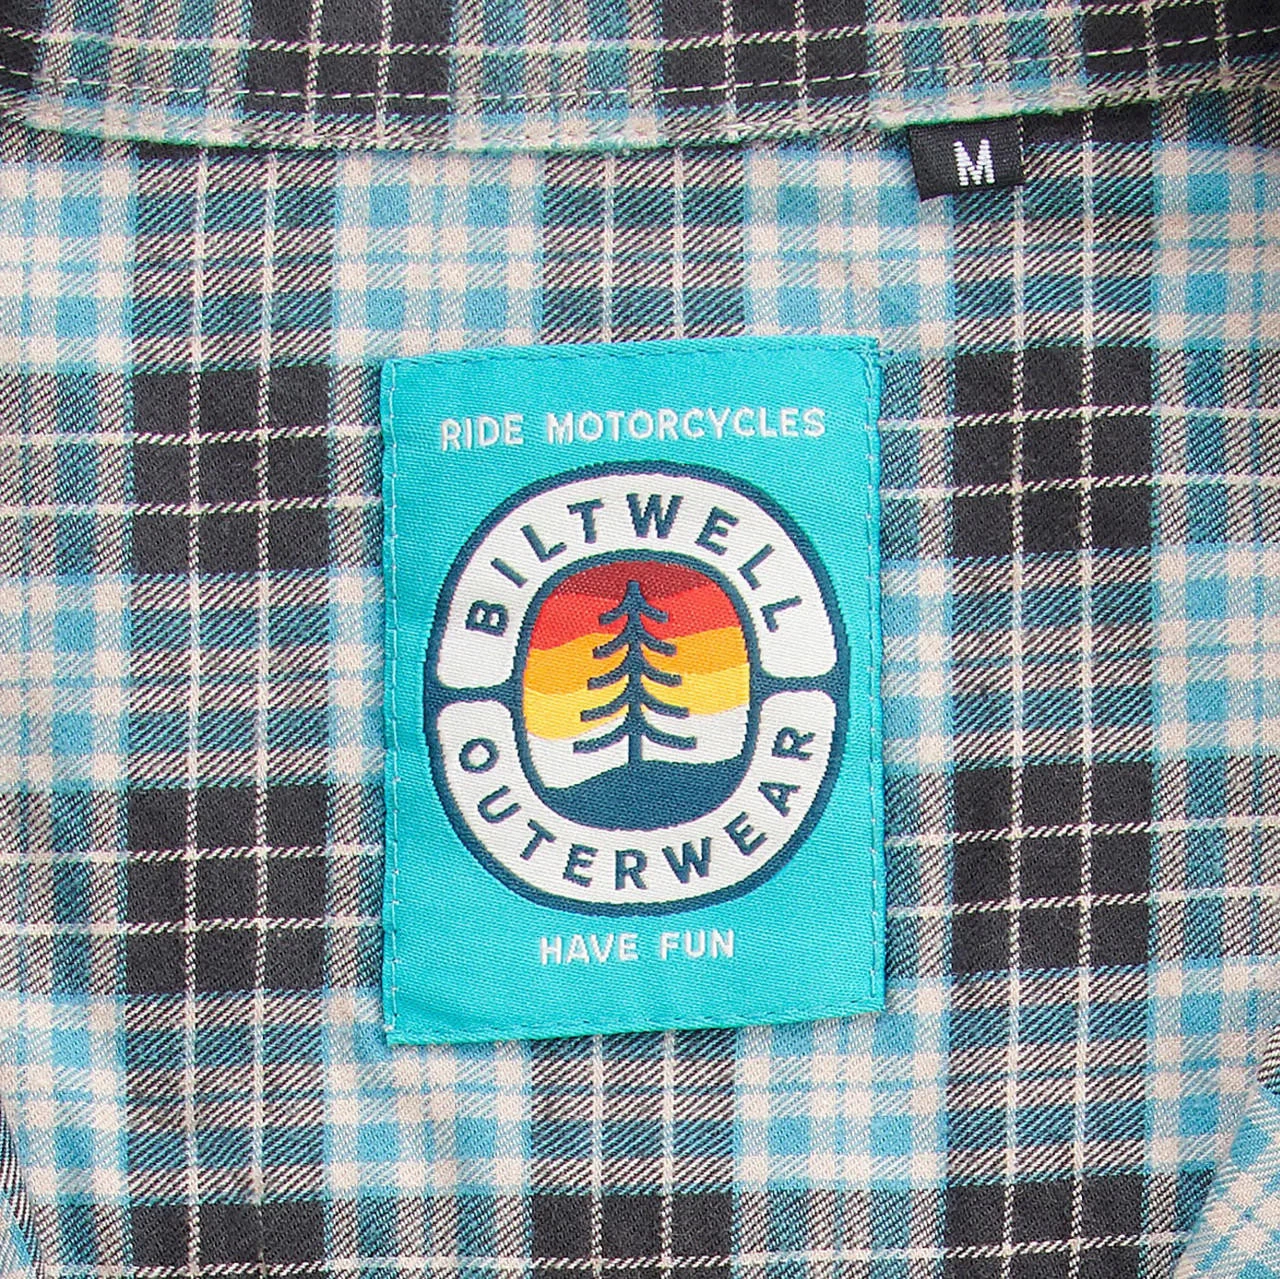 M
RIDE MOTORCYCLES
BILTWELL
OUTERWEAR
HAVE FUN